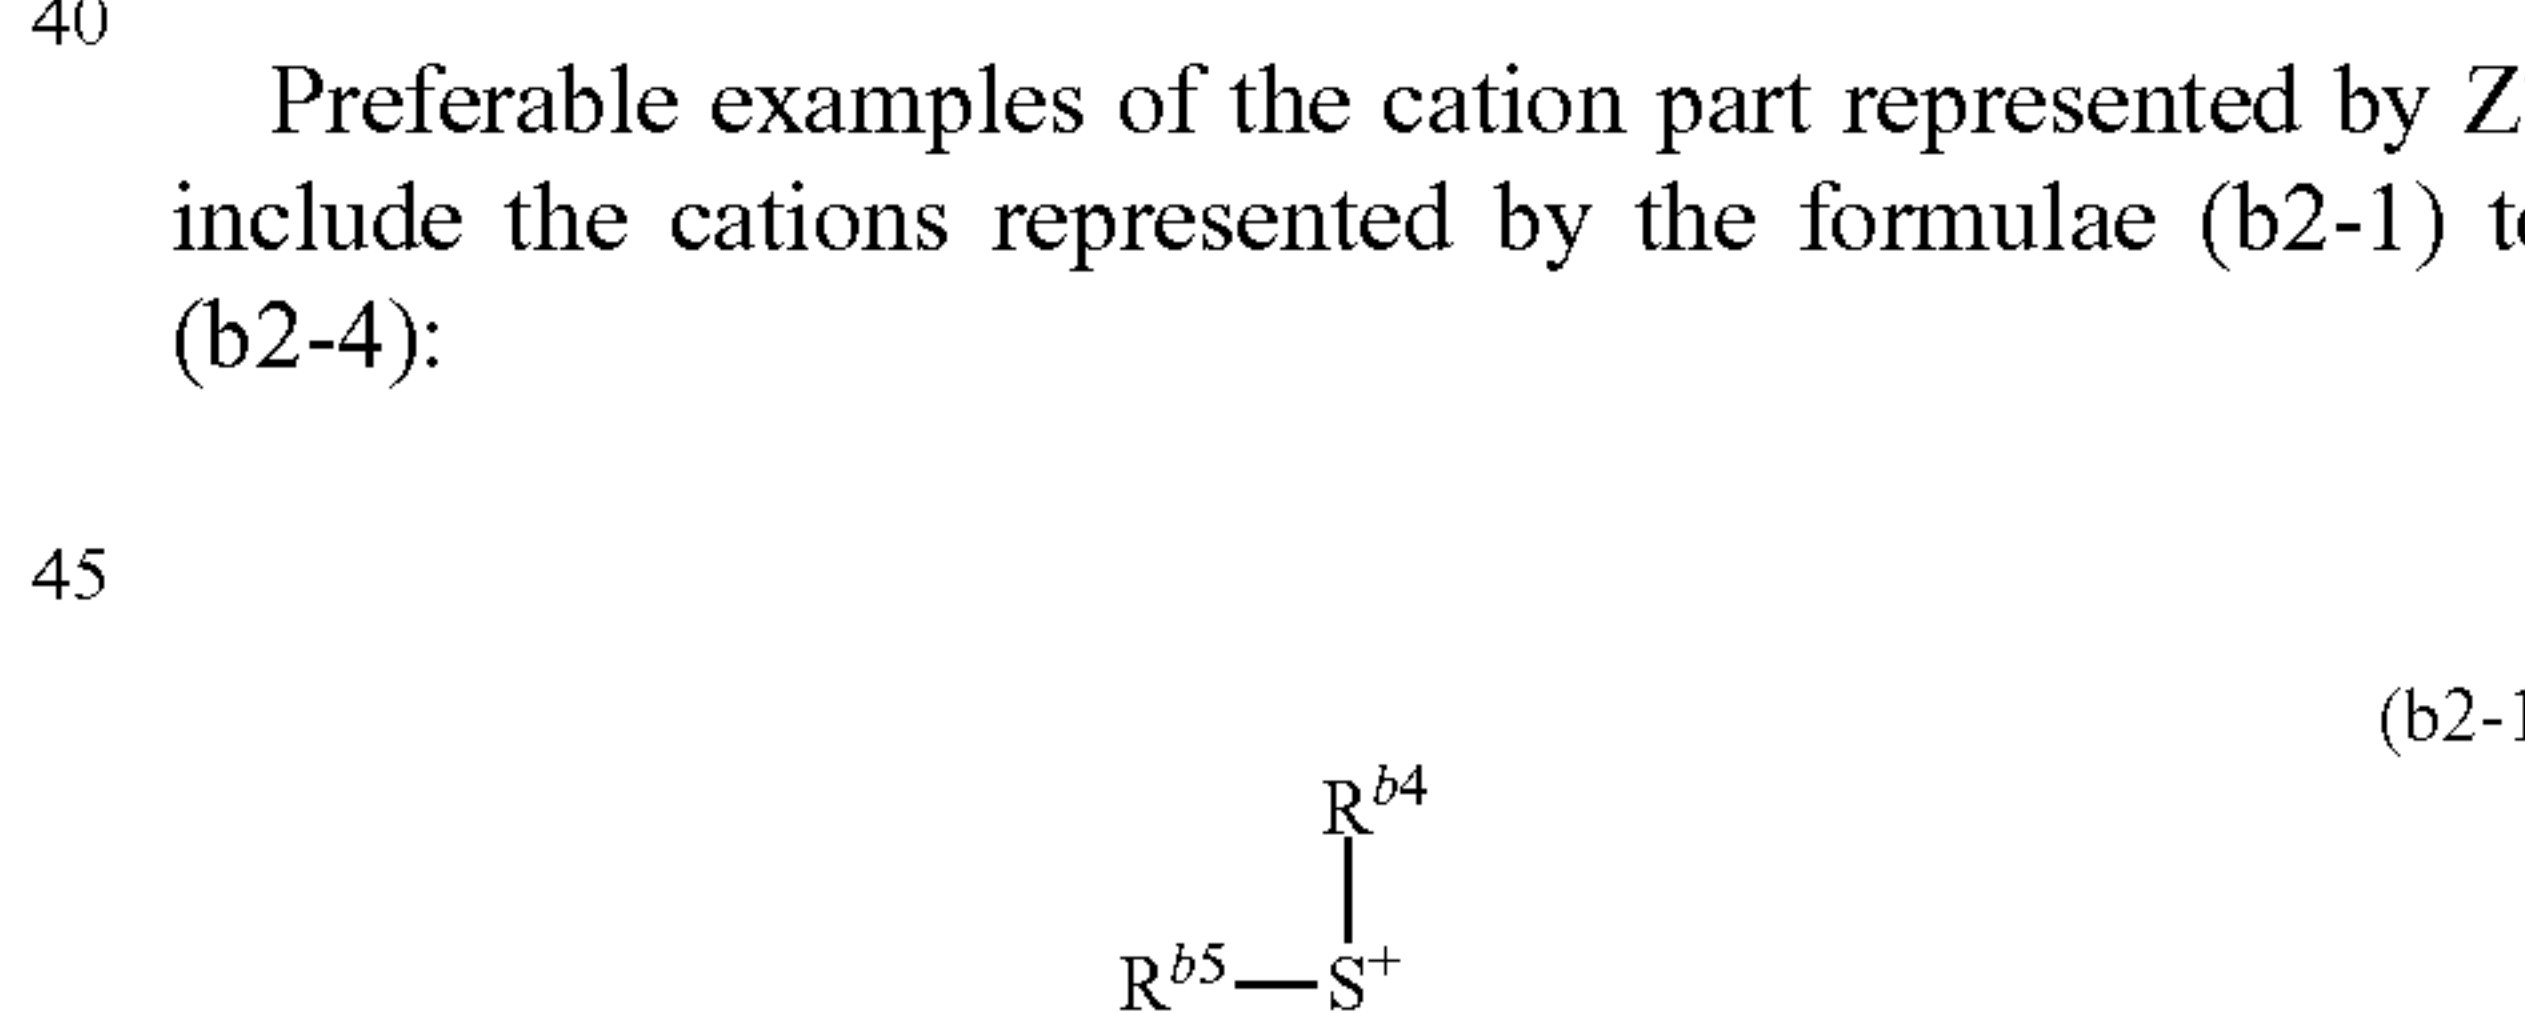 40
Preferable examples of the cation part represented by Z
include the cations represented by the formulae (b2-1) to
(b2-4):
45
(b2-1
R^b4
R^b5—S^+